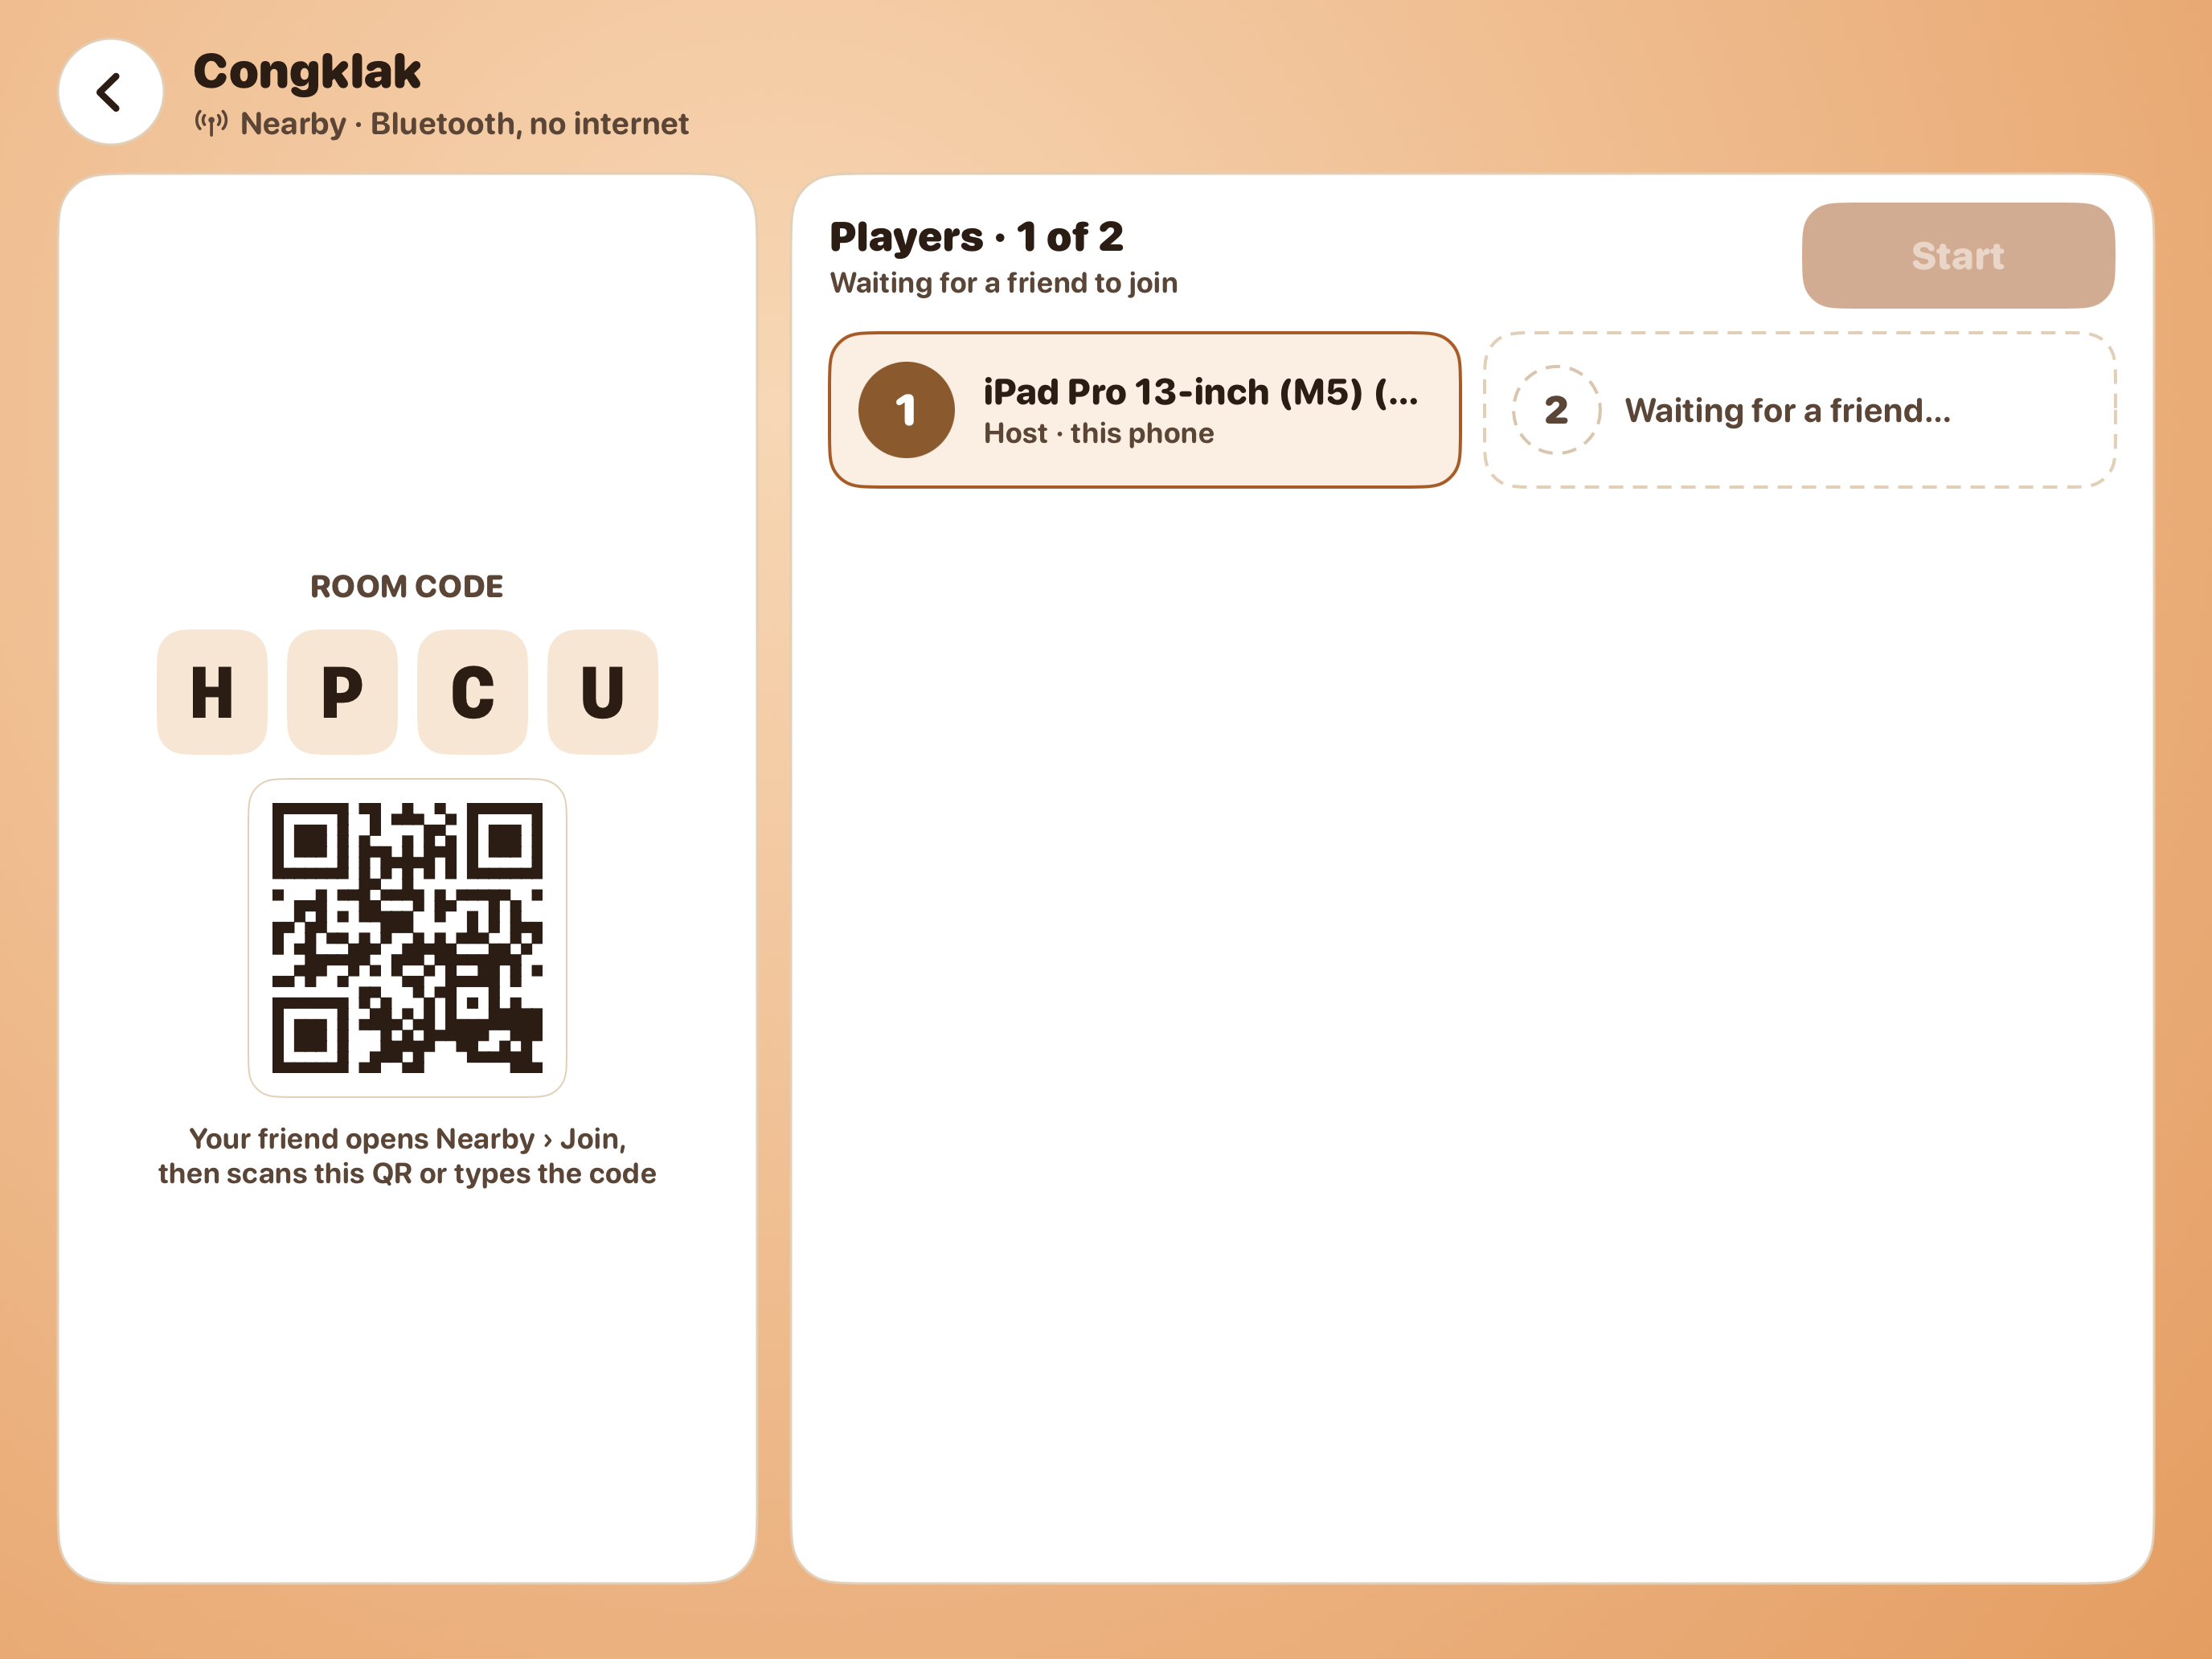 Congklak
Nearby · Bluetooth, no internet
ROOM CODE
H P C U
Your friend opens Nearby › Join,
then scans this QR or types the code
Players · 1 of 2
Waiting for a friend to join
Start
1
iPad Pro 13-inch (M5) (...
Host · this phone
2
Waiting for a friend...